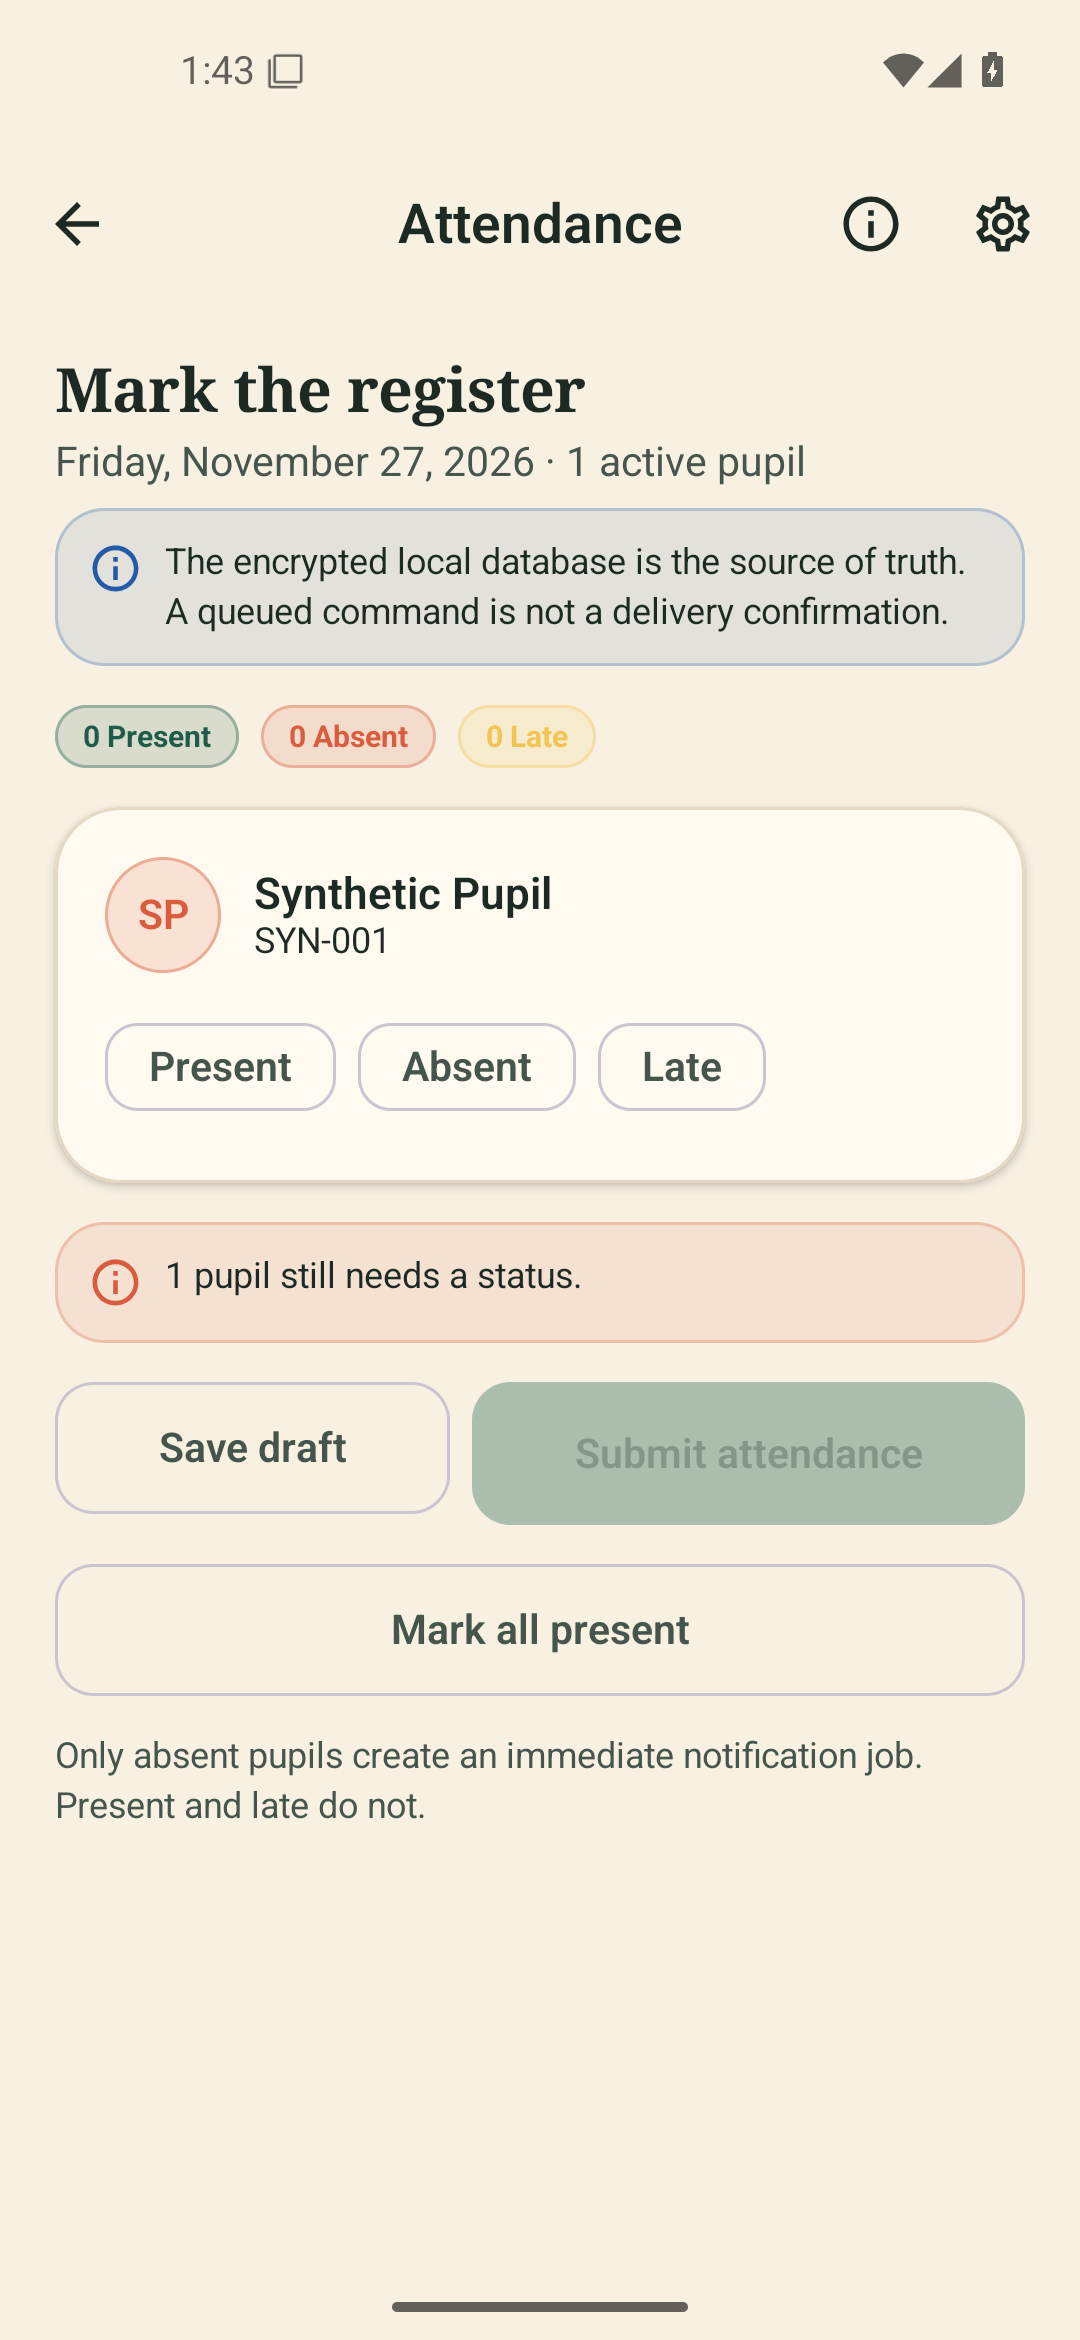 1:43
Attendance
Mark the register
Friday, November 27, 2026 · 1 active pupil
The encrypted local database is the source of truth.
A queued command is not a delivery confirmation.
0 Present
0 Absent
0 Late
SP
Synthetic Pupil
SYN-001
Present
Absent
Late
1 pupil still needs a status.
Save draft
Submit attendance
Mark all present
Only absent pupils create an immediate notification job.
Present and late do not.